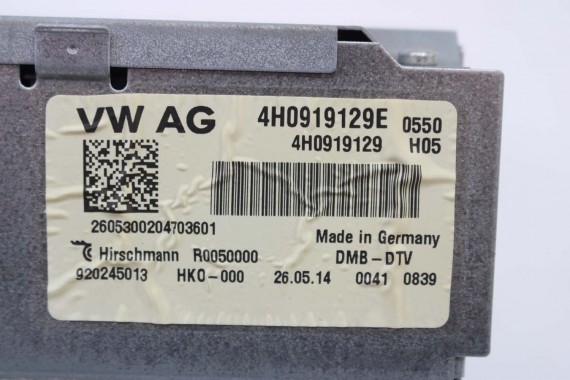 VW AG 4H0919129E 0550
4H0919129 H05
2605300204703601
Made in Germany
Hirschmann R0050000 DMB-DTV
920245013 HK0-000 26.05.14 0041 0839